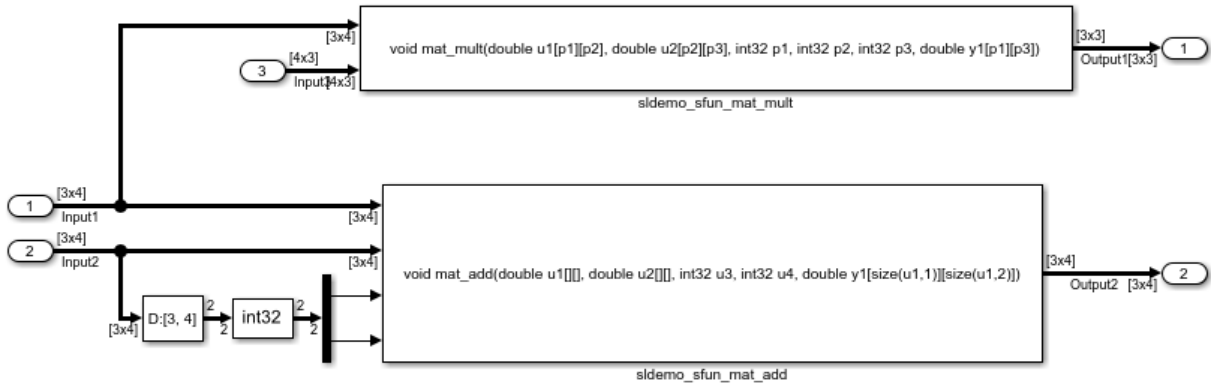 [3x4]
void mat_mult(double u1[p1][p2], double u2[p2][p3], int32 p1, int32 p2, int32 p3, double y1[p1][p3])
[3x3]
1
Output1
[3x3]
[4x3]
3
Input3
[4x3]
sldemo_sfun_mat_mult
[3x4]
1
Input1
[3x4]
[3x4]
2
Input2
[3x4]
void mat_add(double u1[][], double u2[][], int32 u3, int32 u4, double y1[size(u1,1)][size(u1,2)])
[3x4]
2
Output2
[3x4]
[3x4]
D:[3, 4]
2
2
int32
2
2
sldemo_sfun_mat_add